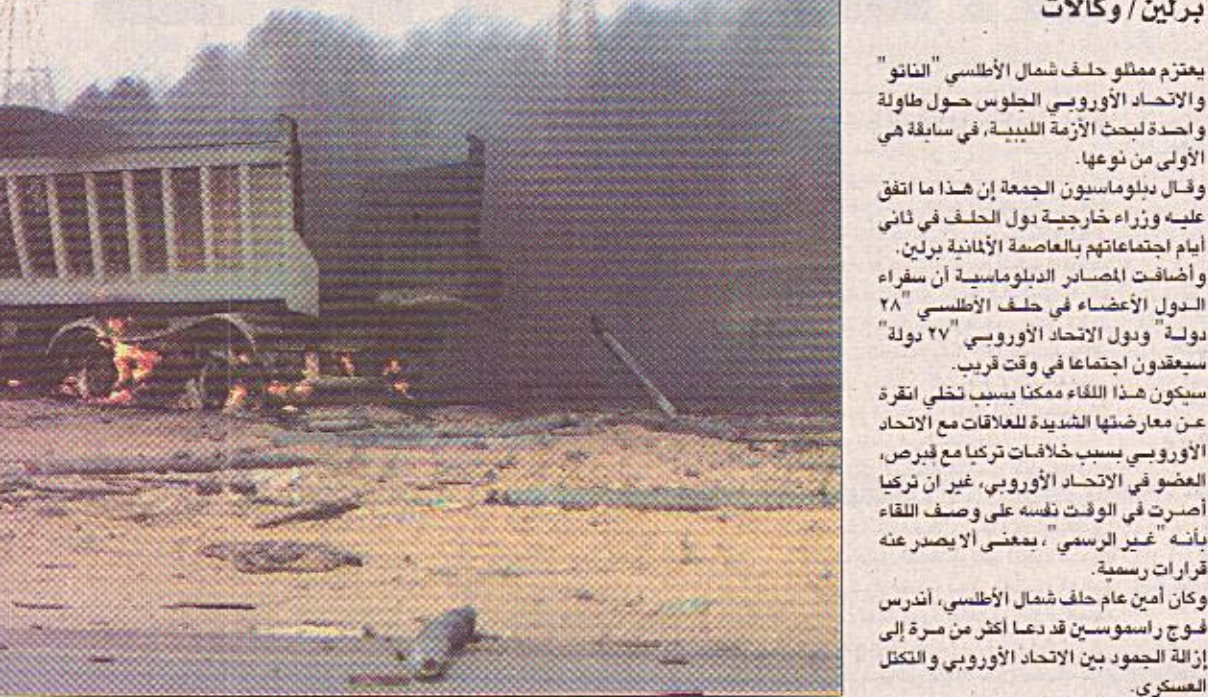 برلين / وكالات
يعتزم ممثلو حلف شمال الأطلسي "الناتو"
والاتحاد الأوروبي الجلوس حول طاولة
واحدة لبحث الأزمة الليبية، في سابقة هي
الأولى من نوعها.
وقال دبلوماسيون الجمعة إن هذا ما اتفق
عليه وزراء خارجية دول الحلف في ثاني
أيام اجتماعاتهم بالعاصمة الألمانية برلين.
وأضافت المصادر الدبلوماسية أن سفراء
الدول الأعضاء في حلف الأطلسي "٢٨
دولة" ودول الاتحاد الأوروبي "٢٧ دولة"
سيعقدون اجتماعا في وقت قريب.
سيكون هذا اللقاء ممكنا بسبب تخلي انقرة
عن معارضتها الشديدة للعلاقات مع الاتحاد
الأوروبي بسبب خلافات تركيا مع قبرص،
العضو في الاتحاد الأوروبي، غير ان تركيا
أصرت في الوقت نفسه على وصف اللقاء
بأنه "غير الرسمي"، بمعنى ألا يصدر عنه
قرارات رسمية.
وكان أمين عام حلف شمال الأطلسي، أندرس
فوج راسموسين قد دعا أكثر من مرة إلى
إزالة الجمود بين الاتحاد الأوروبي والتكتل
العسكري.